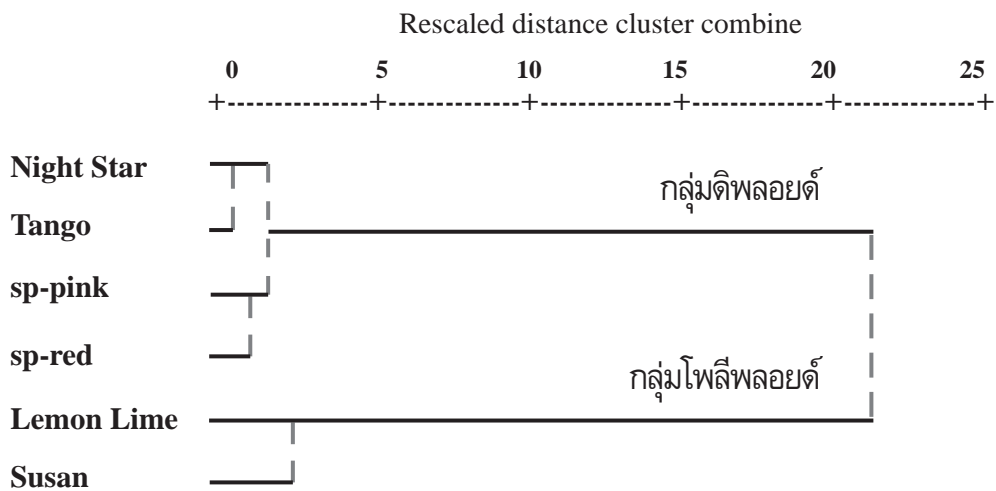 Rescaled distance cluster combine
0 5 10 15 20 25
Night Star
กลุ่มดิพลอยด์
Tango
sp-pink
sp-red
กลุ่มโพลีพลอยด์
Lemon Lime
Susan